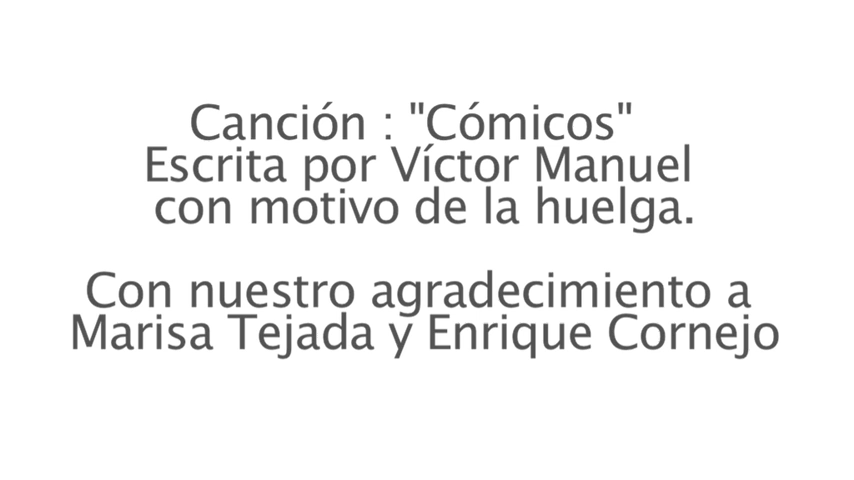 Canción : "Cómicos"
Escrita por Víctor Manuel
con motivo de la huelga.
Con nuestro agradecimiento a
Marisa Tejada y Enrique Cornejo